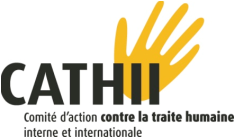 CATHII
Comité d'action contre la traite humaine
interne et internationale